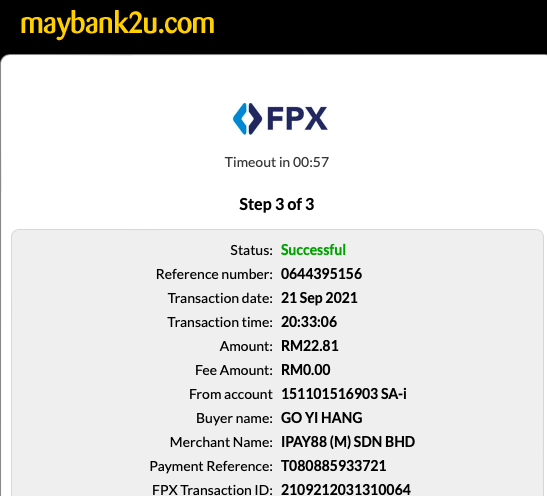 maybank2u.com
FPX
Timeout in 00:57
Step 3 of 3
Status: Successful
Reference number: 0644395156
Transaction date: 21 Sep 2021
Transaction time: 20:33:06
Amount: RM22.81
Fee Amount: RM0.00
From account 151101516903 SA-i
Buyer name: GO YI HANG
Merchant Name: IPAY88 (M) SDN BHD
Payment Reference: T080885933721
FPX Transaction ID: 2109212031310064